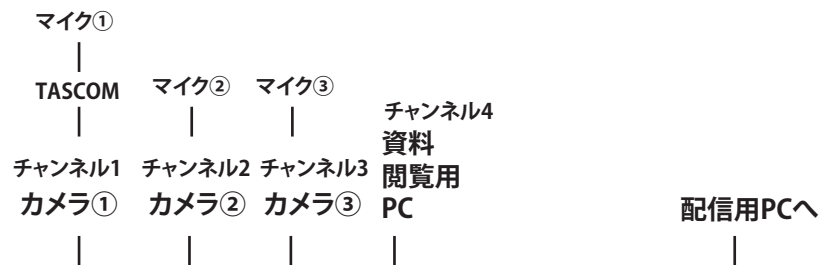 マイク①
TASCOM
マイク②
マイク③
チャンネル1
カメラ①
チャンネル2
カメラ②
チャンネル3
カメラ③
チャンネル4
資料
閲覧用
PC
配信用PCへ